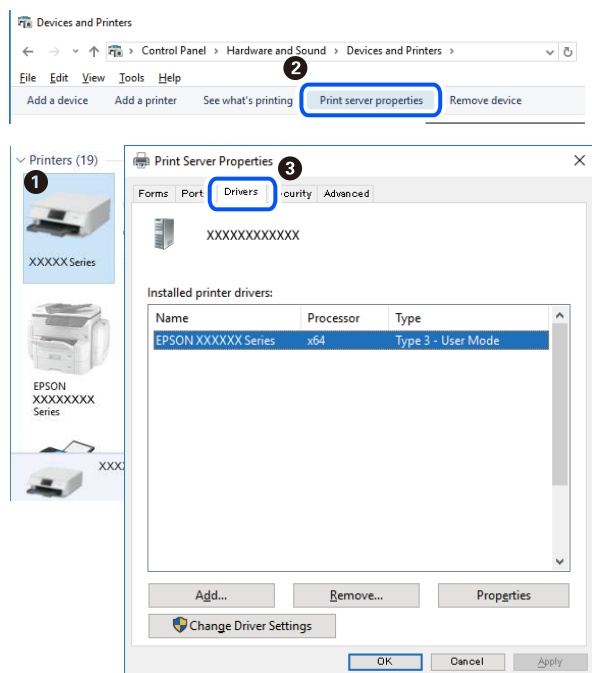 Devices and Printers
Control Panel > Hardware and Sound > Devices and Printers >
2
File Edit View Tools Help
Add a device Add a printer See what's printing Print server properties Remove device
Printers (19)
1
XXXXX Series
EPSON
XXXXXXXX
Series
XXX
Print Server Properties
3
Forms Port Drivers curity Advanced
XXXXXXXXXXXX
Installed printer drivers:
Name Processor Type
EPSON XXXXXX Series x64 Type 3 - User Mode
Add... Remove... Properties
Change Driver Settings
OK Cancel Apply